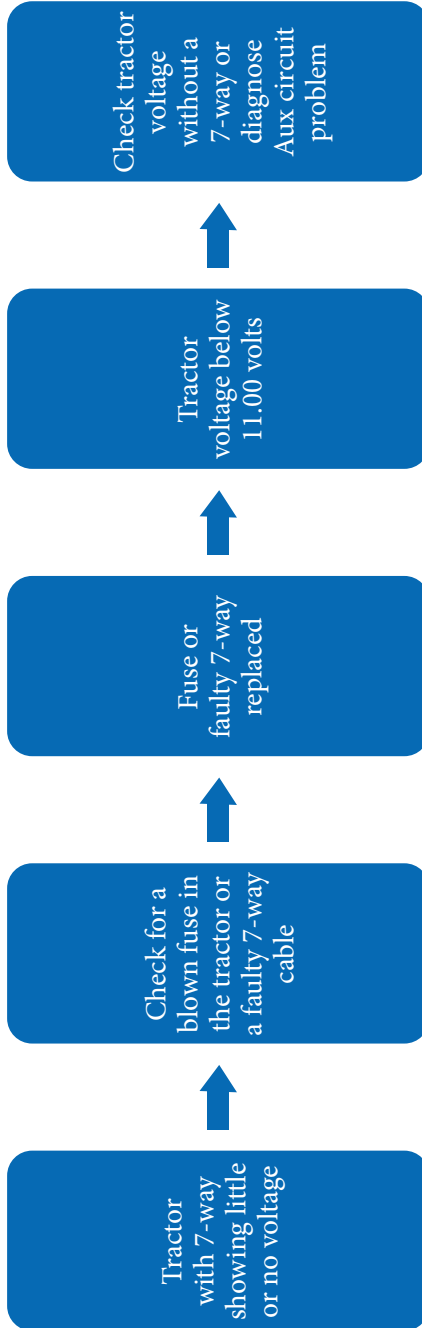 Tractor
with 7-way
showing little
or no voltage
Check for a
blown fuse in
the tractor or
a faulty 7-way
cable
Fuse or
faulty 7-way
replaced
Tractor
voltage below
11.00 volts
Check tractor
voltage
without a
7-way or
diagnose
Aux circuit
problem